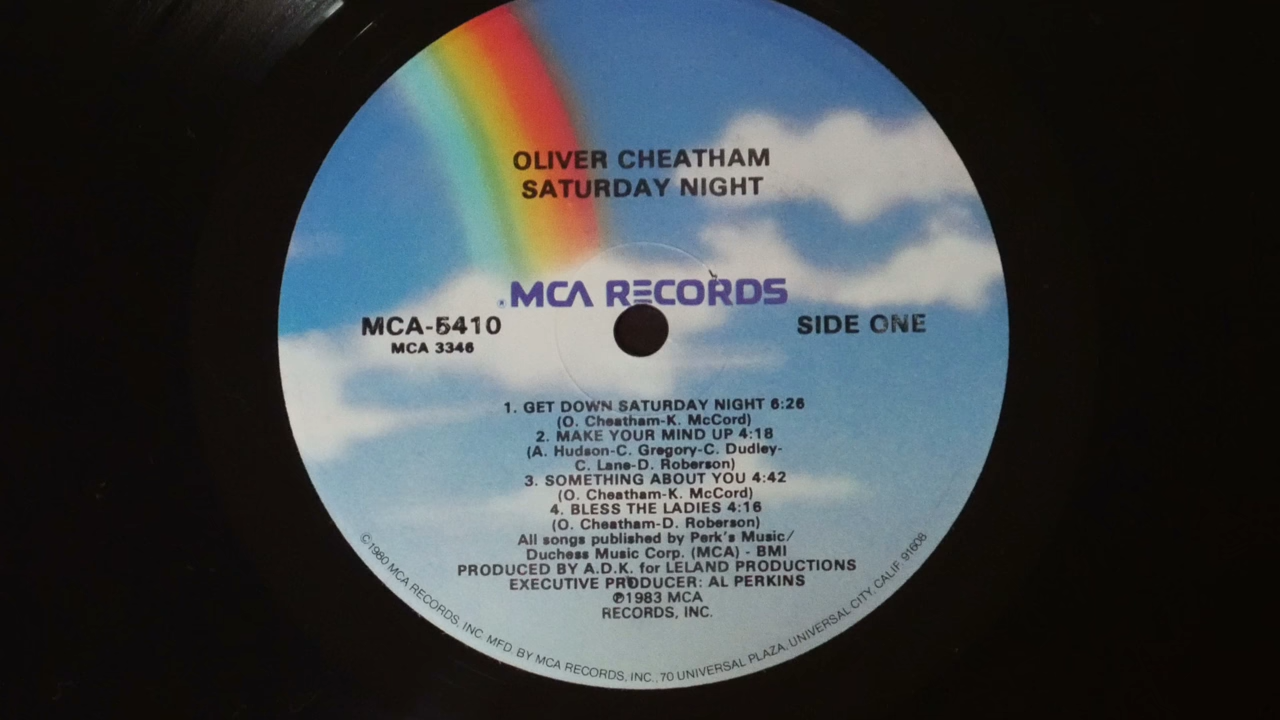 OLIVER CHEATHAM
SATURDAY NIGHT
MCA RECORDS
MCA-5410
MCA 3346
SIDE ONE
1. GET DOWN SATURDAY NIGHT 6:26
(O. Cheatham-K. McCord)
2. MAKE YOUR MIND UP 4:18
(A. Hudson-C. Gregory-C. Dudley-
C. Lane-D. Roberson)
3. SOMETHING ABOUT YOU 4:42
(O. Cheatham-K. McCord)
4. BLESS THE LADIES 4:16
(O. Cheatham-D. Roberson)
All songs published by Perk's Music/
Duchess Music Corp. (MCA) - BMI
PRODUCED BY A.D.K. for LELAND PRODUCTIONS
EXECUTIVE PRODUCER: AL PERKINS
℗1983 MCA
RECORDS, INC.
©1980 MCA RECORDS, INC. MFD. BY MCA RECORDS, INC., 70 UNIVERSAL PLAZA, UNIVERSAL CITY, CALIF. 91608